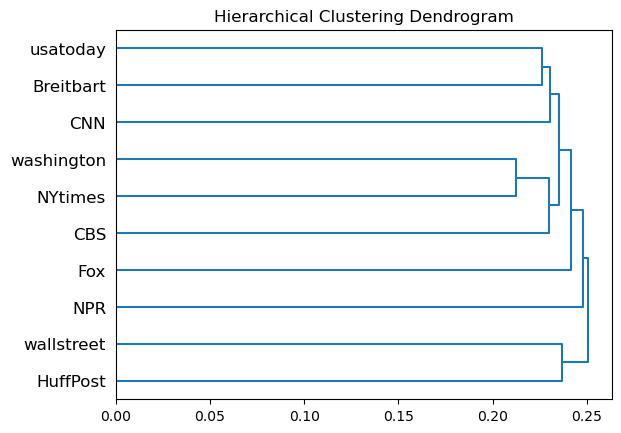 Hierarchical Clustering Dendrogram
usatoday
Breitbart
CNN
washington
NYtimes
CBS
Fox
NPR
wallstreet
HuffPost
0.00 0.05 0.10 0.15 0.20 0.25